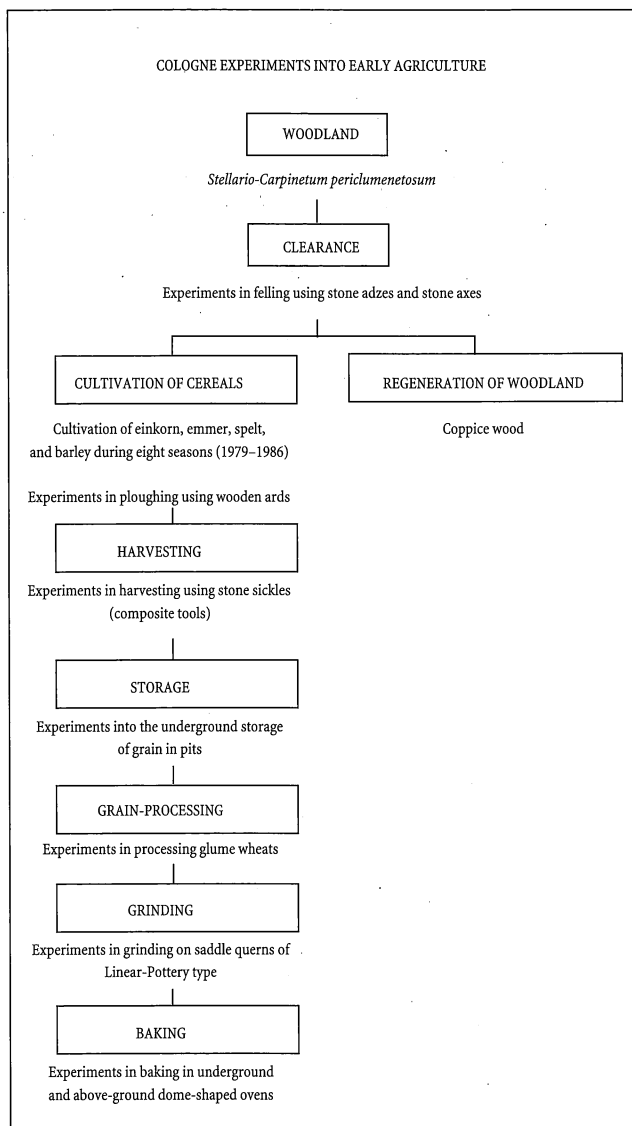 COLOGNE EXPERIMENTS INTO EARLY AGRICULTURE
WOODLAND
Stellario-Carpinetum periclumenetosum
CLEARANCE
Experiments in felling using stone adzes and stone axes
CULTIVATION OF CEREALS
Cultivation of einkorn, emmer, spelt,
and barley during eight seasons (1979–1986)
Experiments in ploughing using wooden ards
REGENERATION OF WOODLAND
Coppice wood
HARVESTING
Experiments in harvesting using stone sickles
(composite tools)
STORAGE
Experiments into the underground storage
of grain in pits
GRAIN-PROCESSING
Experiments in processing glume wheats
GRINDING
Experiments in grinding on saddle querns of
Linear-Pottery type
BAKING
Experiments in baking in underground
and above-ground dome-shaped ovens